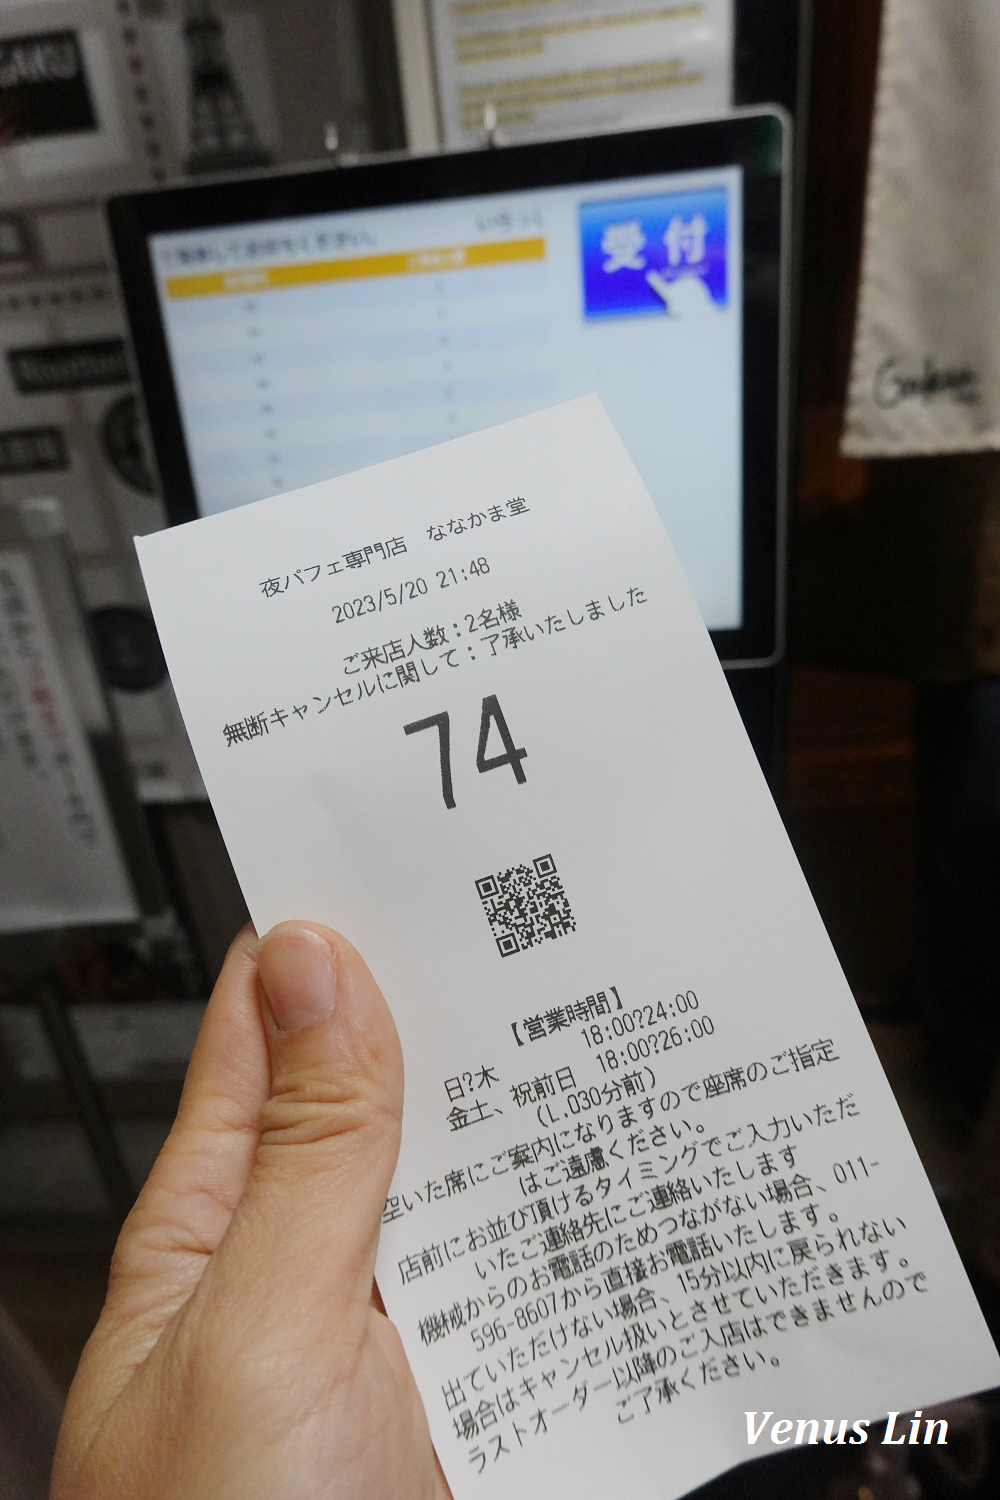 受付
夜パフェ専門店 ななかま堂
2023/5/20 21:48
ご来店人数:2名様
無断キャンセルに関して:了承いたしました
74
【営業時間】
日?木 18:00?24:00
金土、祝前日 18:00?26:00
(L.O30分前)
空いた席にご案内になりますので座席のご指定
はご遠慮ください。
店前にお並び頂けるタイミングでご入力いただ
いたご連絡先にご連絡いたします
機械からのお電話のためつながない場合、011-
596-8607から直接お電話いたします。
出ていただけない場合、15分以内に戻られない
場合はキャンセル扱いとさせていただきます。
ラストオーダー以降のご入店はできませんので
ご了承ください。
Venus Lin